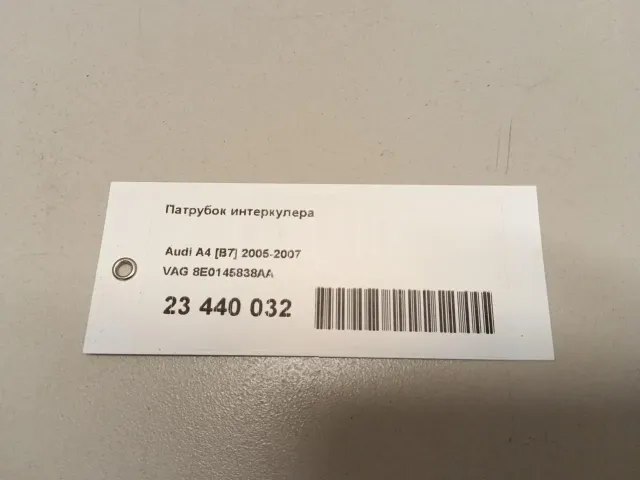 Патрубок интеркулера
Audi A4 [B7] 2005-2007
VAG 8E0145838AA
23 440 032